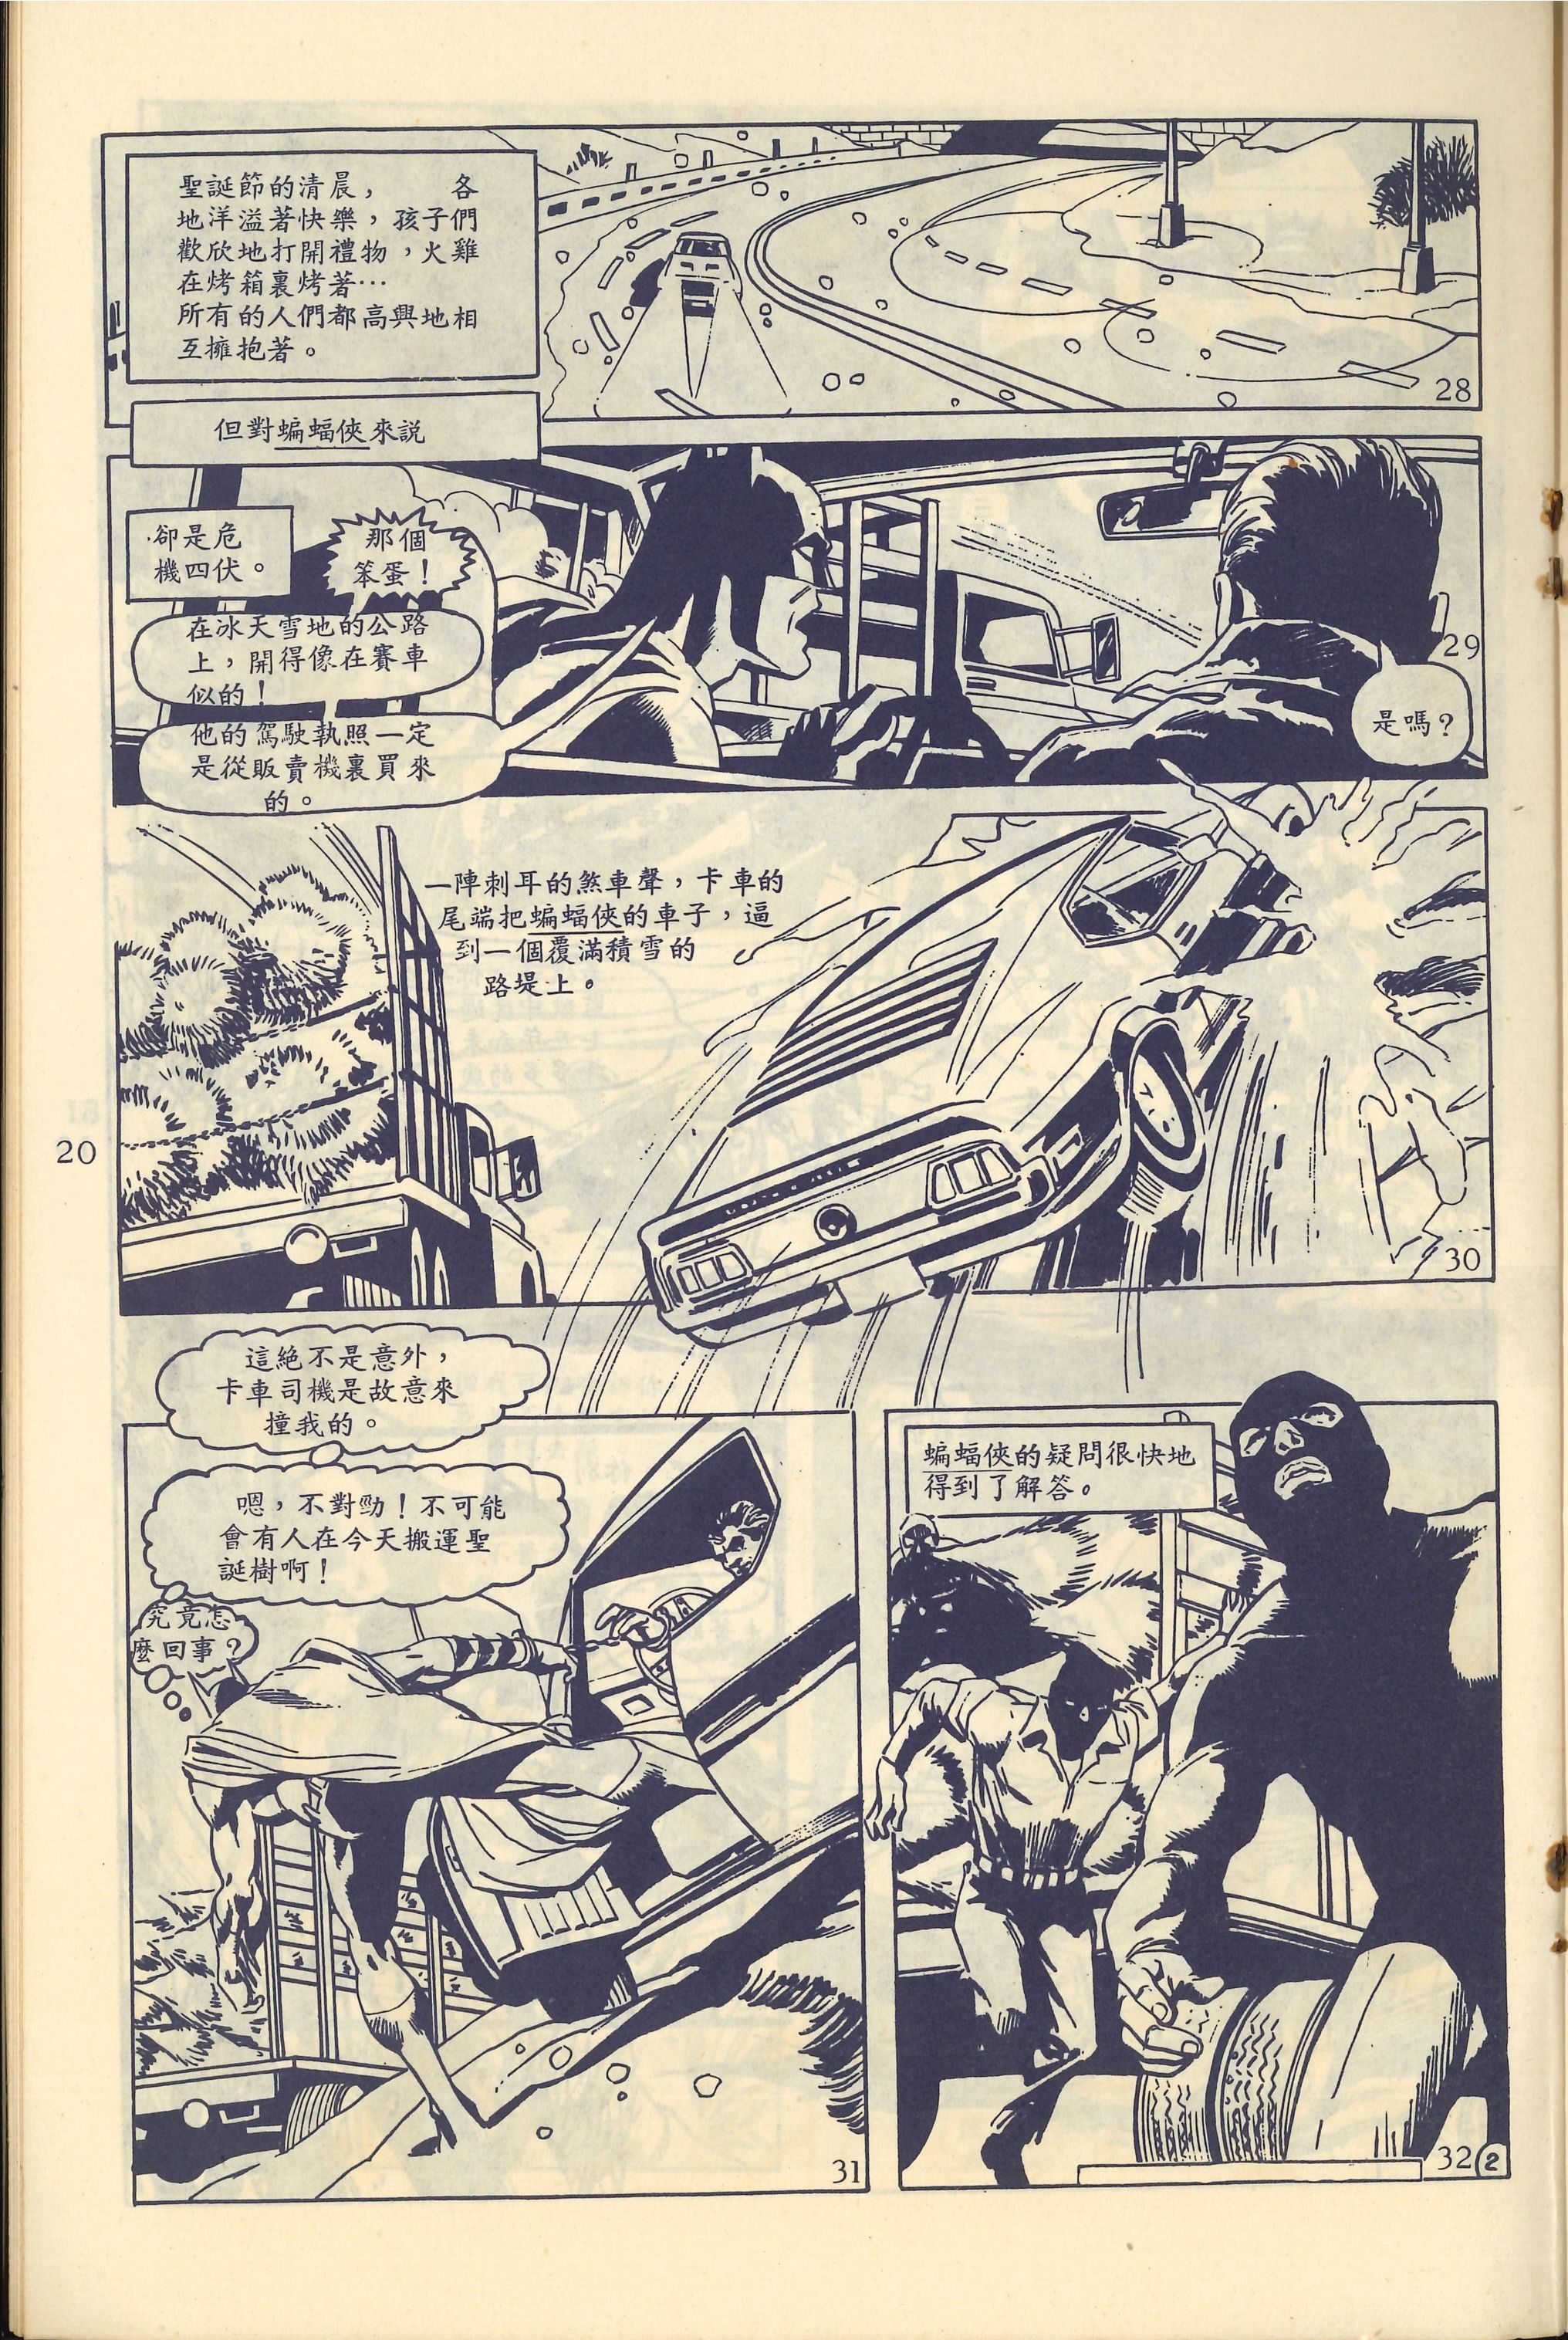 聖誕節的清晨，　　各
地洋溢著快樂，孩子們
歡欣地打開禮物，火雞
在烤箱裏烤著…
所有的人們都高興地相
互擁抱著。
28
但對蝙蝠俠來説
卻是危
機四伏。
那個
笨蛋！
在冰天雪地的公路
上，開得像在賽車
似的！
他的駕駛執照一定
是從販賣機裏買來
的。
29
是嗎？
一陣刺耳的煞車聲，卡車的
尾端把蝙蝠俠的車子，逼
到一個覆滿積雪的
路堤上。
20
30
這絕不是意外，
卡車司機是故意來
撞我的。
嗯，不對勁！不可能
會有人在今天搬運聖
誕樹啊！
究竟怎
麼回事？
31
蝙蝠俠的疑問很快地
得到了解答。
32
2